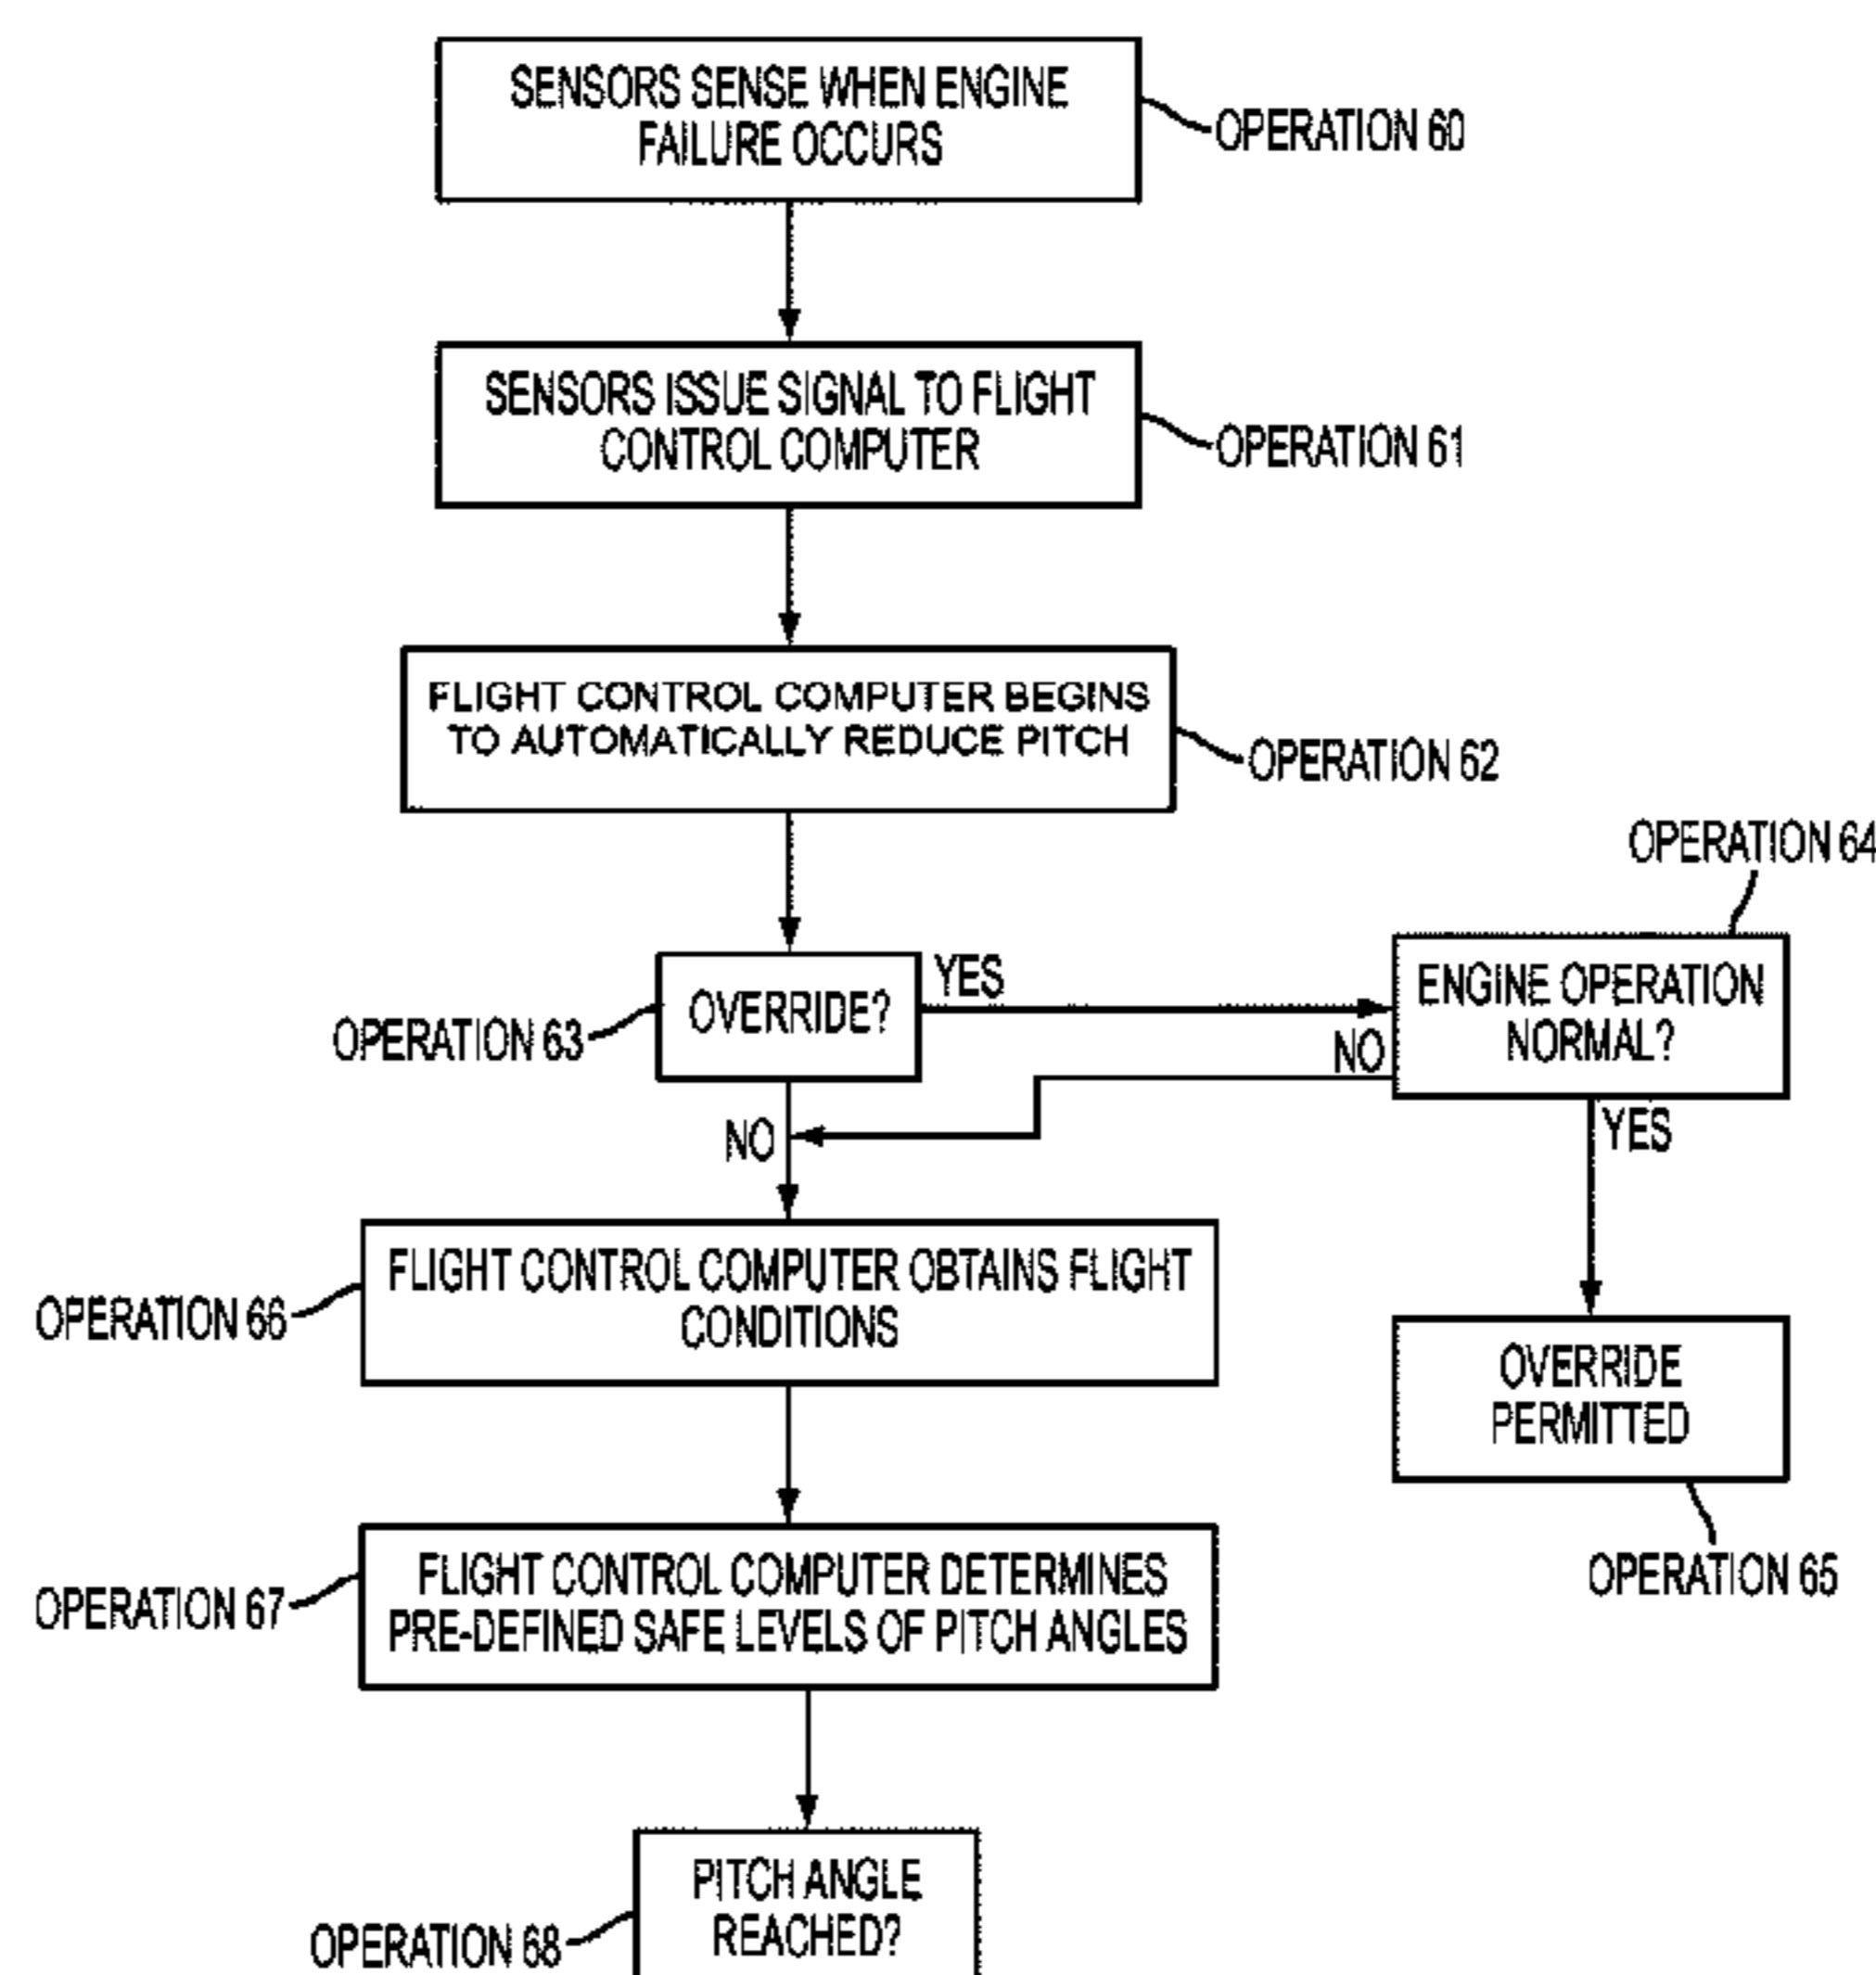 SENSORS SENSE WHEN ENGINE
FAILURE OCCURS
OPERATION 60
SENSORS ISSUE SIGNAL TO FLIGHT
CONTROL COMPUTER
OPERATION 61
FLIGHT CONTROL COMPUTER BEGINS
TO AUTOMATICALLY REDUCE PITCH
OPERATION 62
OPERATION 63
OVERRIDE?
YES
OPERATION 64
ENGINE OPERATION
NORMAL?
NO
YES
NO
OVERRIDE
PERMITTED
OPERATION 65
OPERATION 66
FLIGHT CONTROL COMPUTER OBTAINS FLIGHT
CONDITIONS
OPERATION 67
FLIGHT CONTROL COMPUTER DETERMINES
PRE-DEFINED SAFE LEVELS OF PITCH ANGLES
OPERATION 68
PITCH ANGLE
REACHED?